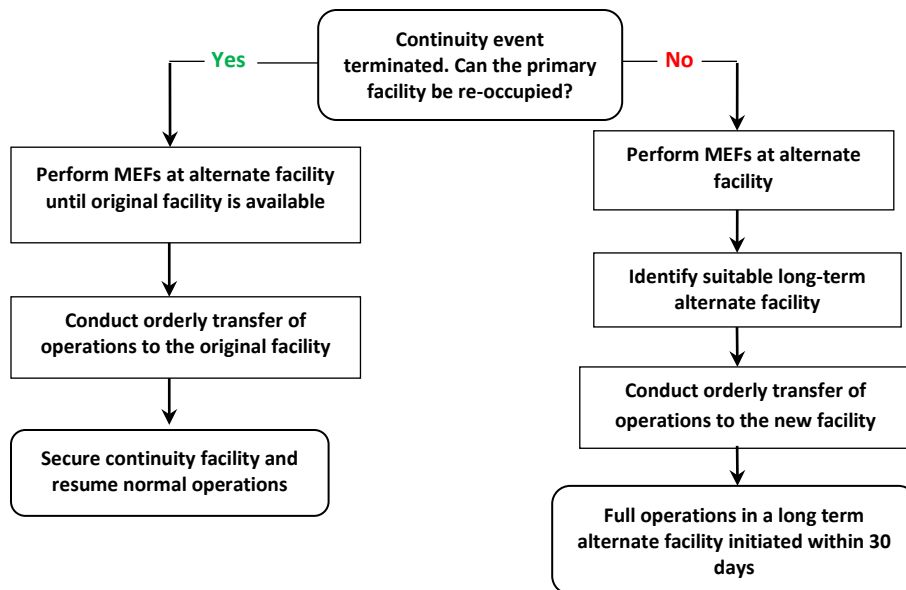 Continuity event
terminated. Can the primary
facility be re-occupied?
Yes
No
Perform MEFs at alternate facility
until original facility is available
Conduct orderly transfer of
operations to the original facility
Secure continuity facility and
resume normal operations
Perform MEFs at alternate
facility
Identify suitable long-term
alternate facility
Conduct orderly transfer of
operations to the new facility
Full operations in a long term
alternate facility initiated within 30
days